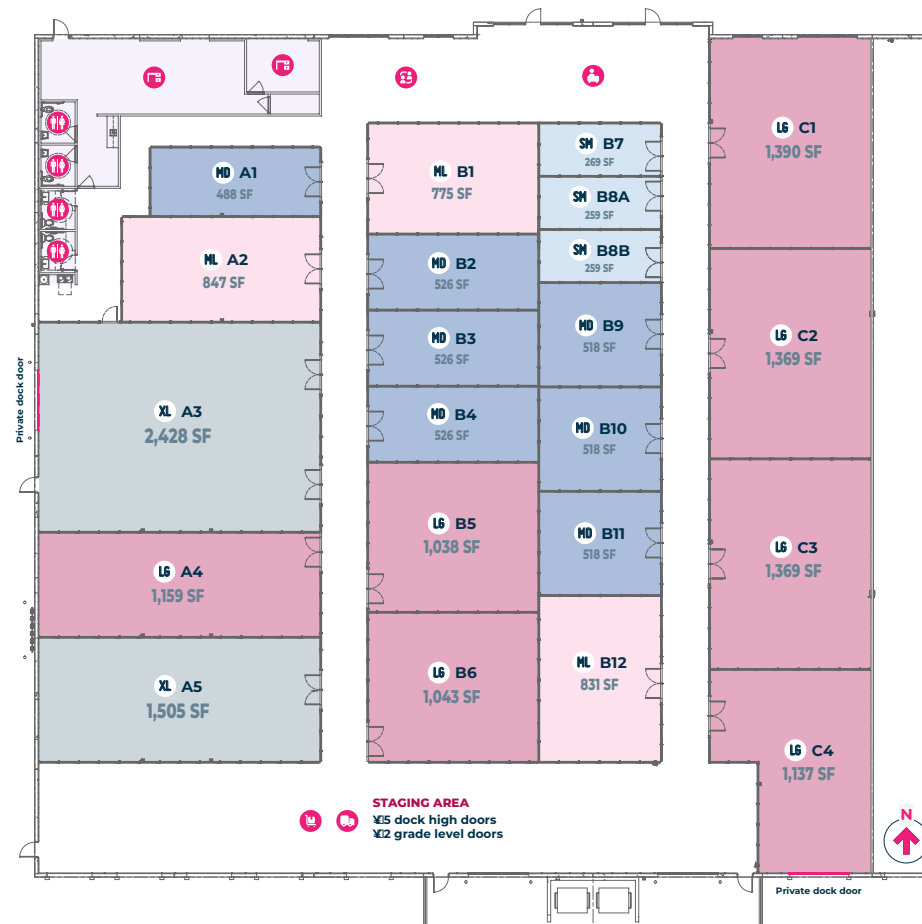 MD A1
488 SF
ML A2
847 SF
XL A3
2,428 SF
LG A4
1,159 SF
XL A5
1,505 SF
Private dock door
ML B1
775 SF
MD B2
526 SF
MD B3
526 SF
MD B4
526 SF
LG B5
1,038 SF
LG B6
1,043 SF
SM B7
269 SF
SM B8A
259 SF
SM B8B
259 SF
MD B9
518 SF
MD B10
518 SF
MD B11
518 SF
ML B12
831 SF
LG C1
1,390 SF
LG C2
1,369 SF
LG C3
1,369 SF
LG C4
1,137 SF
STAGING AREA
5 dock high doors
2 grade level doors
N
Private dock door